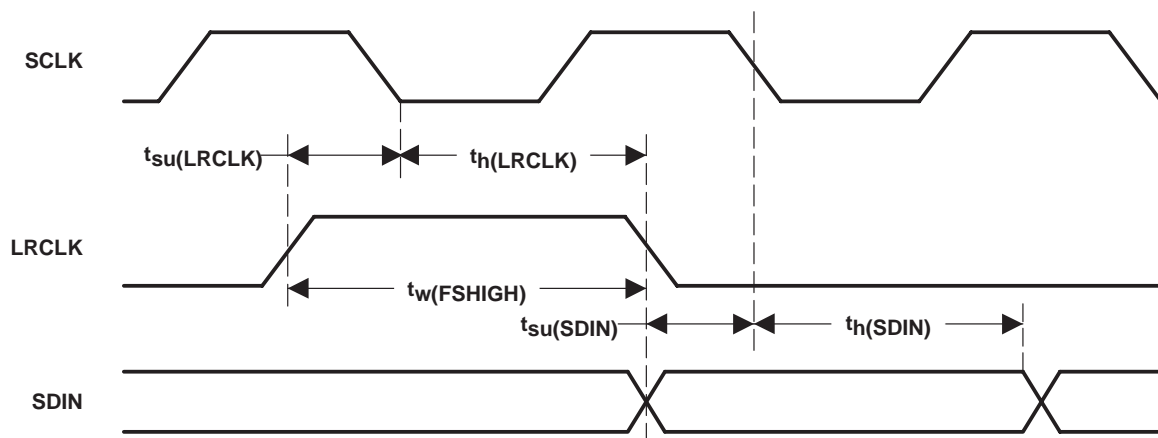 SCLK
tsu(LRCLK)
th(LRCLK)
LRCLK
tw(FSHIGH)
tsu(SDIN)
th(SDIN)
SDIN